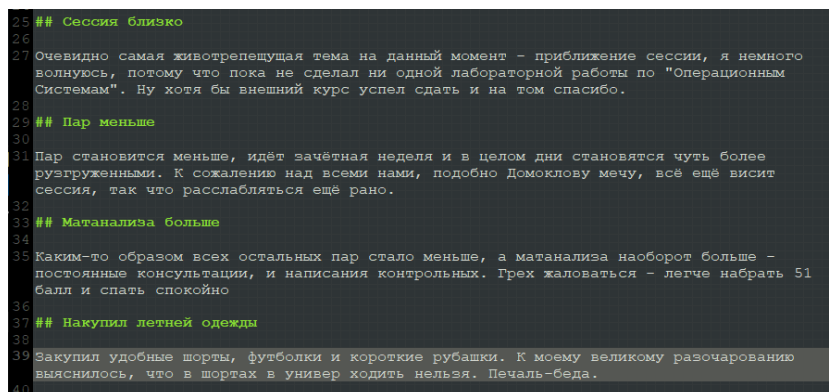 25 ## Сессия близко
26
27 Очевидно самая животрепещущая тема на данный момент - приближение сессии, я немного
волнуюсь, потому что пока не сделал ни одной лабораторной работы по "Операционным
Системам". Ну хотя бы внешний курс успел сдать и на том спасибо.
28
29 ## Пар меньше
30
31 Пар становится меньше, идёт зачётная неделя и в целом дни становятся чуть более
рузгруженными. К сожалению над всеми нами, подобно Домоклову мечу, всё ещё висит
сессия, так что расслабляться ещё рано.
32
33 ## Матанализа больше
34
35 Каким-то образом всех остальных пар стало меньше, а матанализа наоборот больше -
постоянные консультации, и написания контрольных. Грех жаловаться - легче набрать 51
балл и спать спокойно
36
37 ## Накупил летней одежды
38
39 Закупил удобные шорты, футболки и короткие рубашки. К моему великому разочарованию
выяснилось, что в шортах в универ ходить нельзя. Печаль-беда.
40